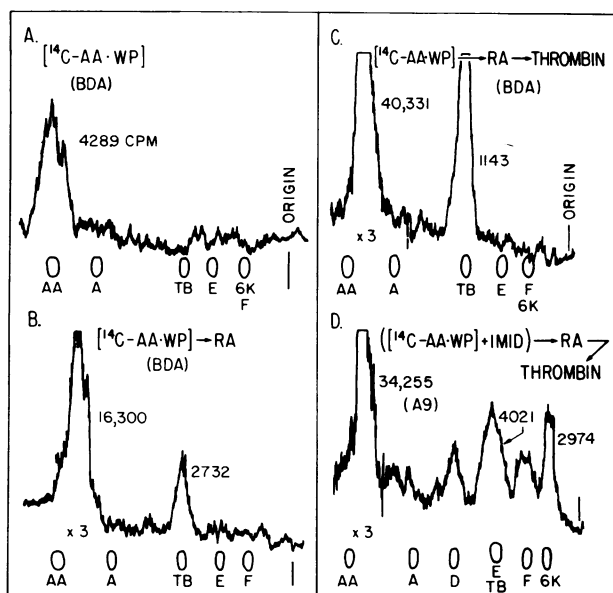 A.
[¹⁴C-AA·WP]
(BDA)
4289 CPM
ORIGIN
AA A TB E 6K
F
B.
[¹⁴C-AA·WP]→RA
(BDA)
16,300
2732
x 3
AA A TB E F
C.
[¹⁴C-AA·WP]→RA→THROMBIN
(BDA)
40,331
1143
ORIGIN
x 3
AA A TB E F
6K
D.
([¹⁴C-AA·WP]+IMID)→RA
THROMBIN
34,255
(A9)
4021
2974
x 3
AA A D E F 6K
TB